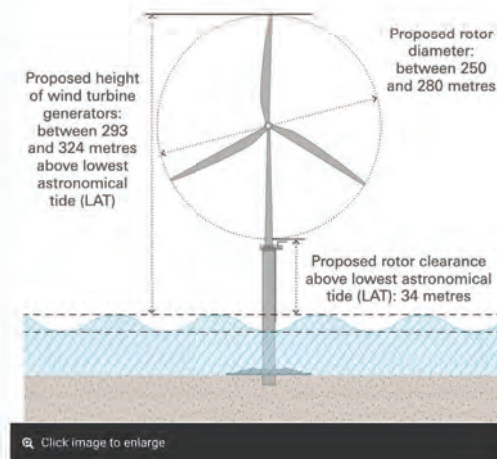 Proposed height
of wind turbine
generators:
between 293
and 324 metres
above lowest
astronomical
tide (LAT)
Proposed rotor
diameter:
between 250
and 280 metres
Proposed rotor clearance
above lowest astronomical
tide (LAT): 34 metres
Click image to enlarge